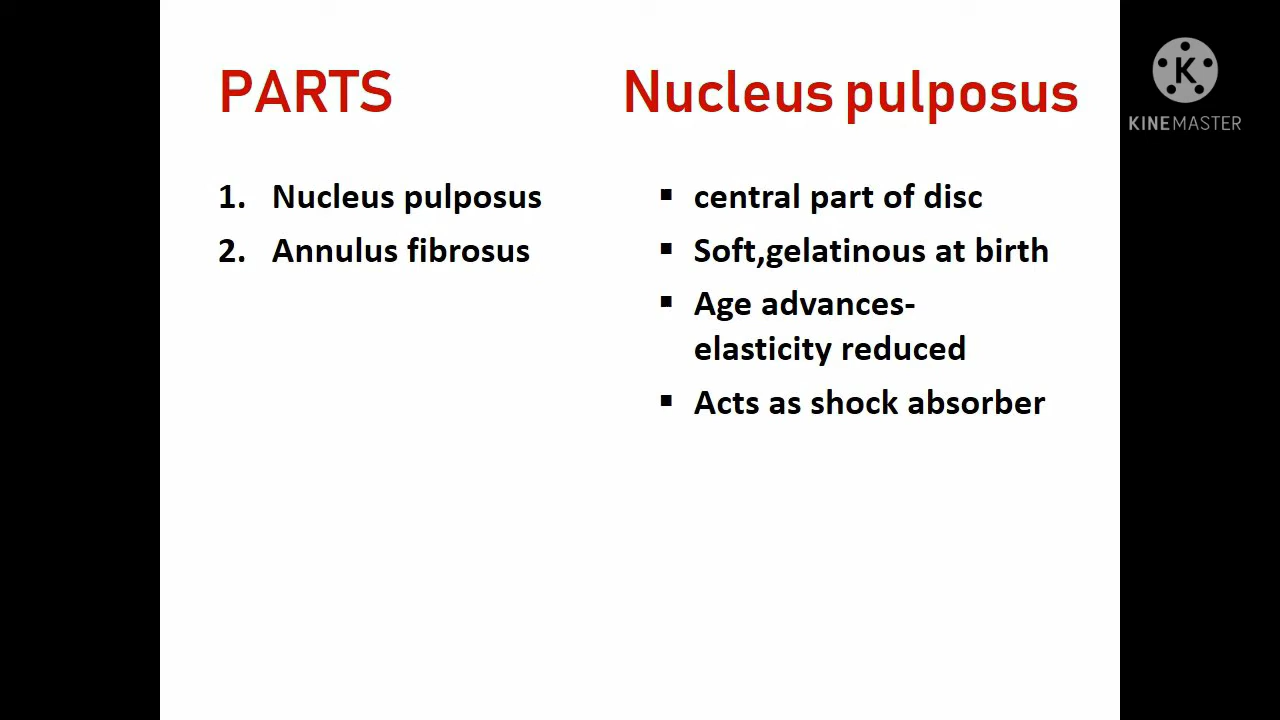 PARTS
1. Nucleus pulposus
2. Annulus fibrosus
Nucleus pulposus
▪ central part of disc
▪ Soft,gelatinous at birth
▪ Age advances-
elasticity reduced
▪ Acts as shock absorber
K
KINEMASTER